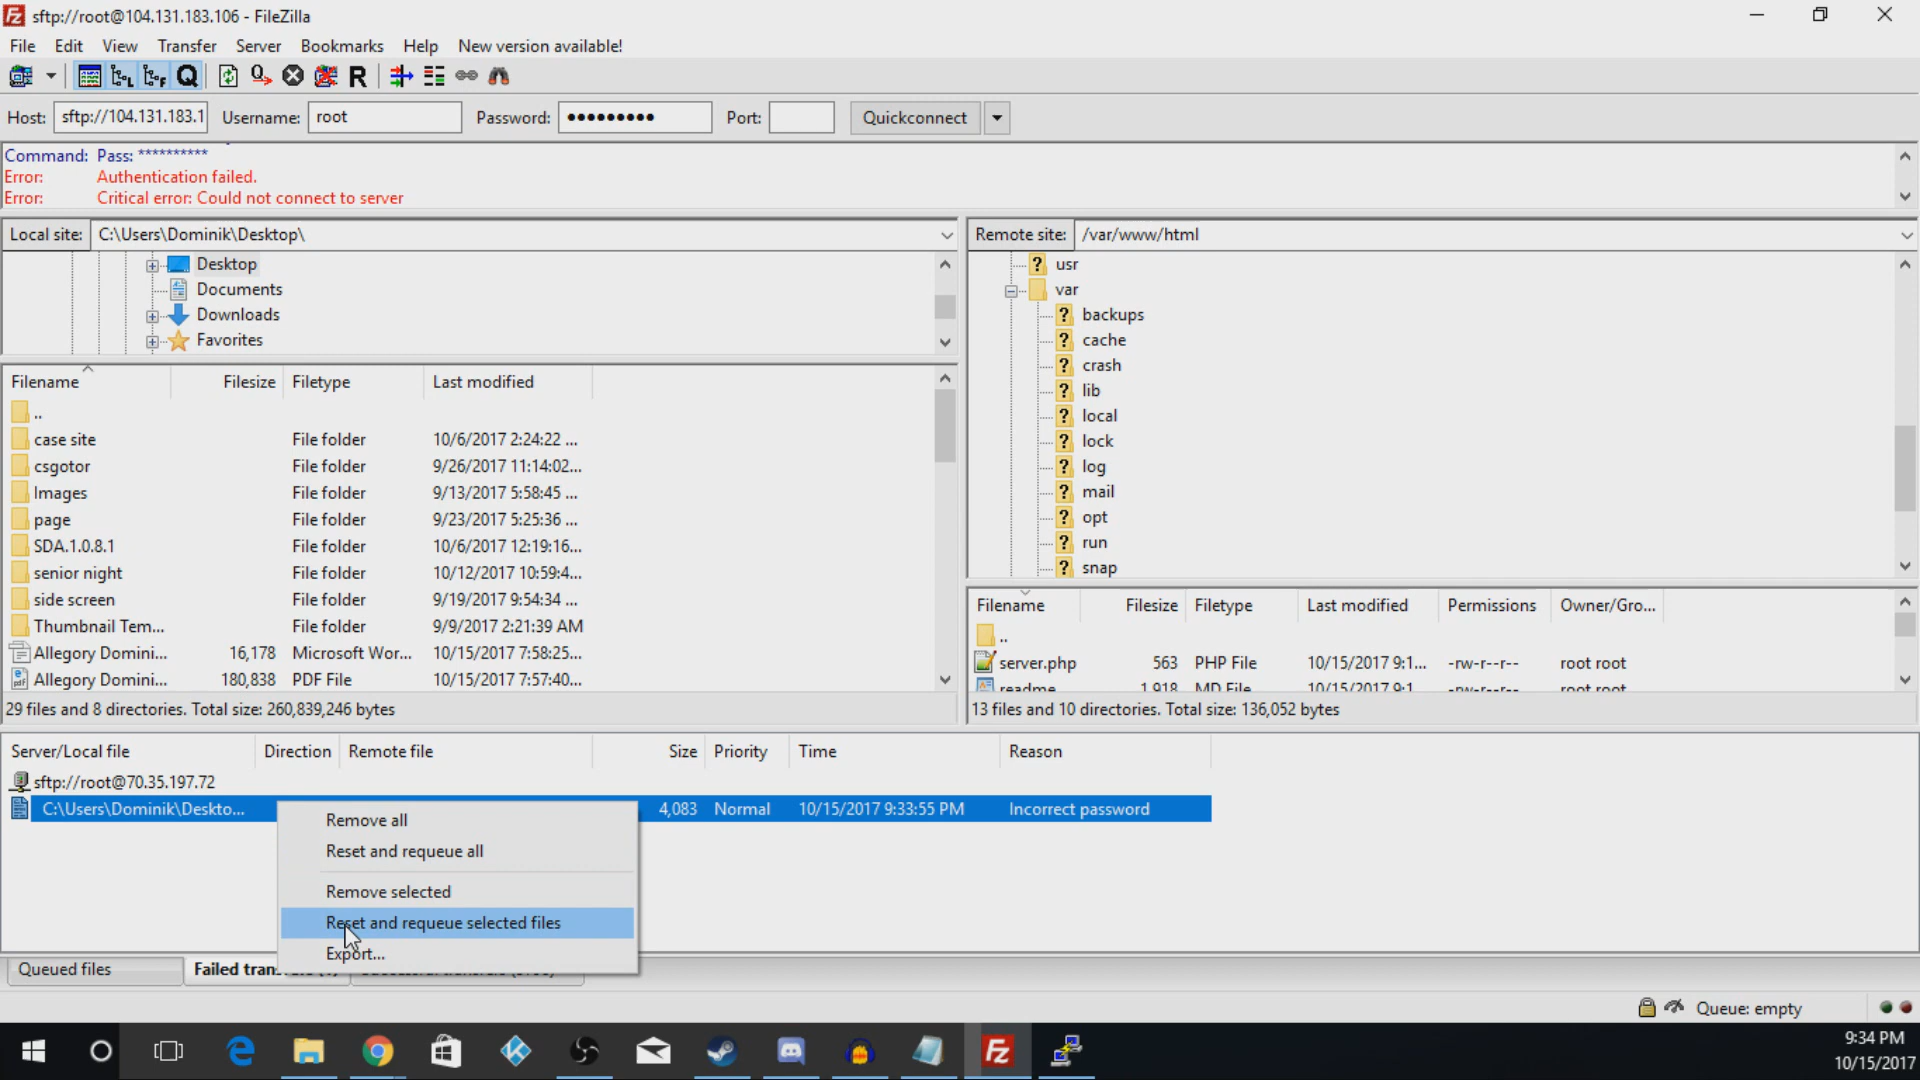 sftp://root@104.131.183.106 - FileZilla
File Edit View Transfer Server Bookmarks Help New version available!
Host: sftp://104.131.183.1 Username: root Password: ●●●●●●●●● Port: Quickconnect
Command: Pass: **********
Error: Authentication failed.
Error: Critical error: Could not connect to server
Local site: C:\Users\Dominik\Desktop\
Desktop
Documents
Downloads
Favorites
Filename Filesize Filetype Last modified
..
case site File folder 10/6/2017 2:24:22 ...
csgotor File folder 9/26/2017 11:14:02...
Images File folder 9/13/2017 5:58:45 ...
page File folder 9/23/2017 5:25:36 ...
SDA.1.0.8.1 File folder 10/6/2017 12:19:16...
senior night File folder 10/12/2017 10:59:4...
side screen File folder 9/19/2017 9:54:34 ...
Thumbnail Tem... File folder 9/9/2017 2:21:39 AM
Allegory Domini... 16,178 Microsoft Wor... 10/15/2017 7:58:25...
Allegory Domini... 180,838 PDF File 10/15/2017 7:57:40...
29 files and 8 directories. Total size: 260,839,246 bytes
Remote site: /var/www/html
usr
var
backups
cache
crash
lib
local
lock
log
mail
opt
run
snap
Filename Filesize Filetype Last modified Permissions Owner/Gro...
..
server.php 563 PHP File 10/15/2017 9:1... -rw-r--r-- root root
readme 1,918 MD File 10/15/2017 9:1 -rw-r--r-- root root
13 files and 10 directories. Total size: 136,052 bytes
Server/Local file Direction Remote file Size Priority Time Reason
sftp://root@70.35.197.72
C:\Users\Dominik\Deskto... 4,083 Normal 10/15/2017 9:33:55 PM Incorrect password
Remove all
Reset and requeue all
Remove selected
Reset and requeue selected files
Export...
Queued files Failed tran
Queue: empty
9:34 PM
10/15/2017